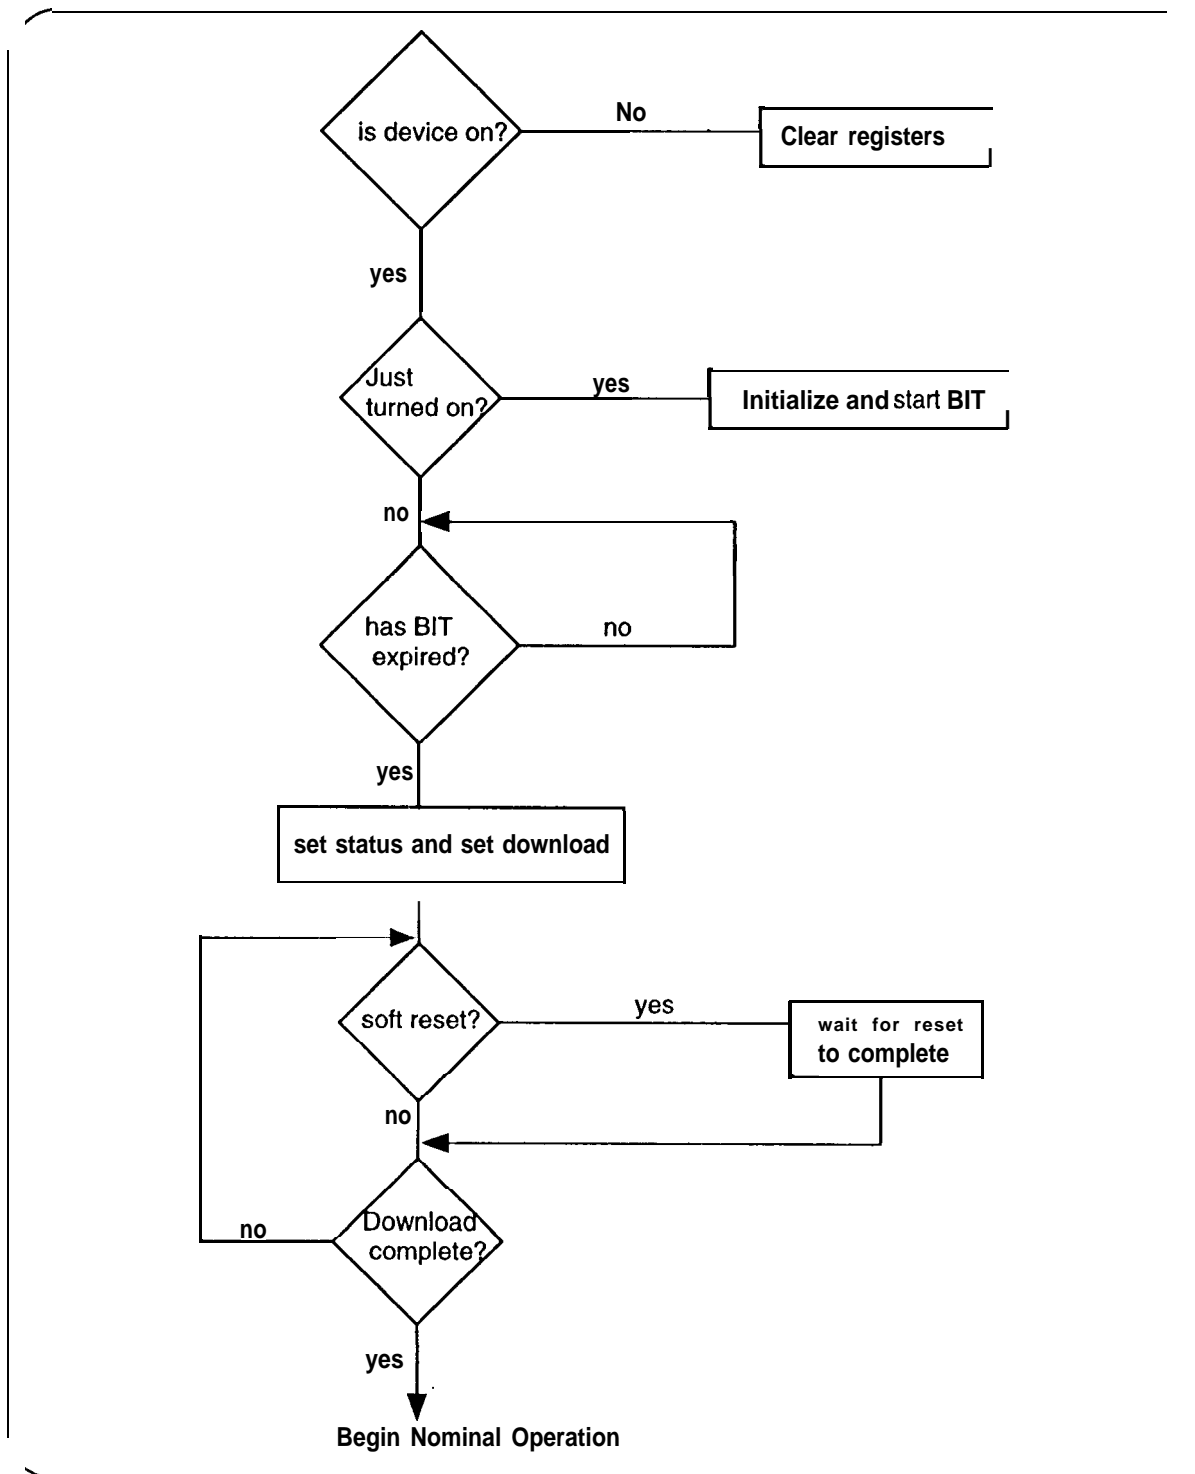 is device on?
No
Clear registers
yes
Just
turned on?
yes
Initialize and start BIT
no
has BIT
expired?
no
yes
set status and set download
soft reset?
yes
wait for reset
to complete
no
Download
complete?
no
yes
Begin Nominal Operation